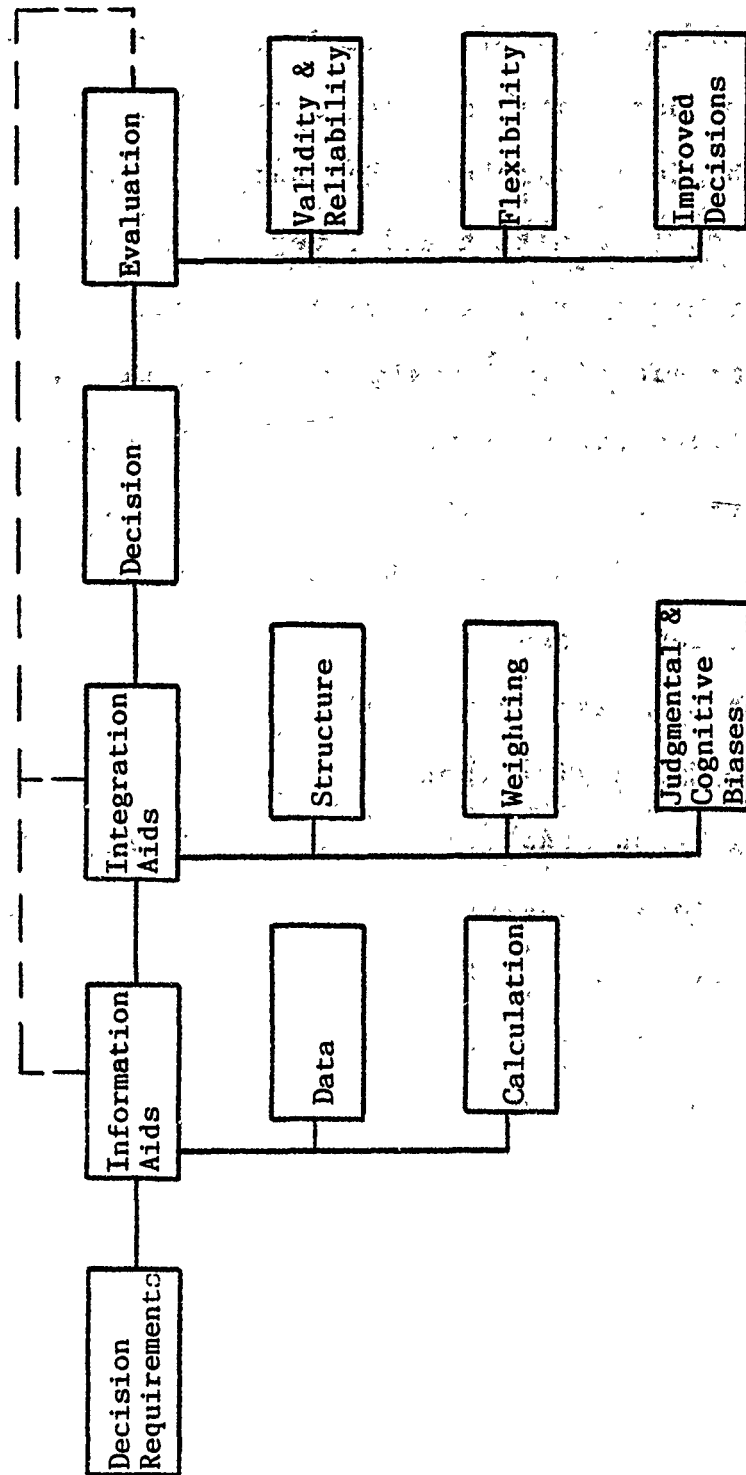 Decision
Requirements
Information
Aids
Integration
Aids
Decision
Evaluation
Data
Calculation
Structure
Weighting
Judgmental &
Cognitive
Biases
Validity &
Reliability
Flexibility
Improved
Decisions